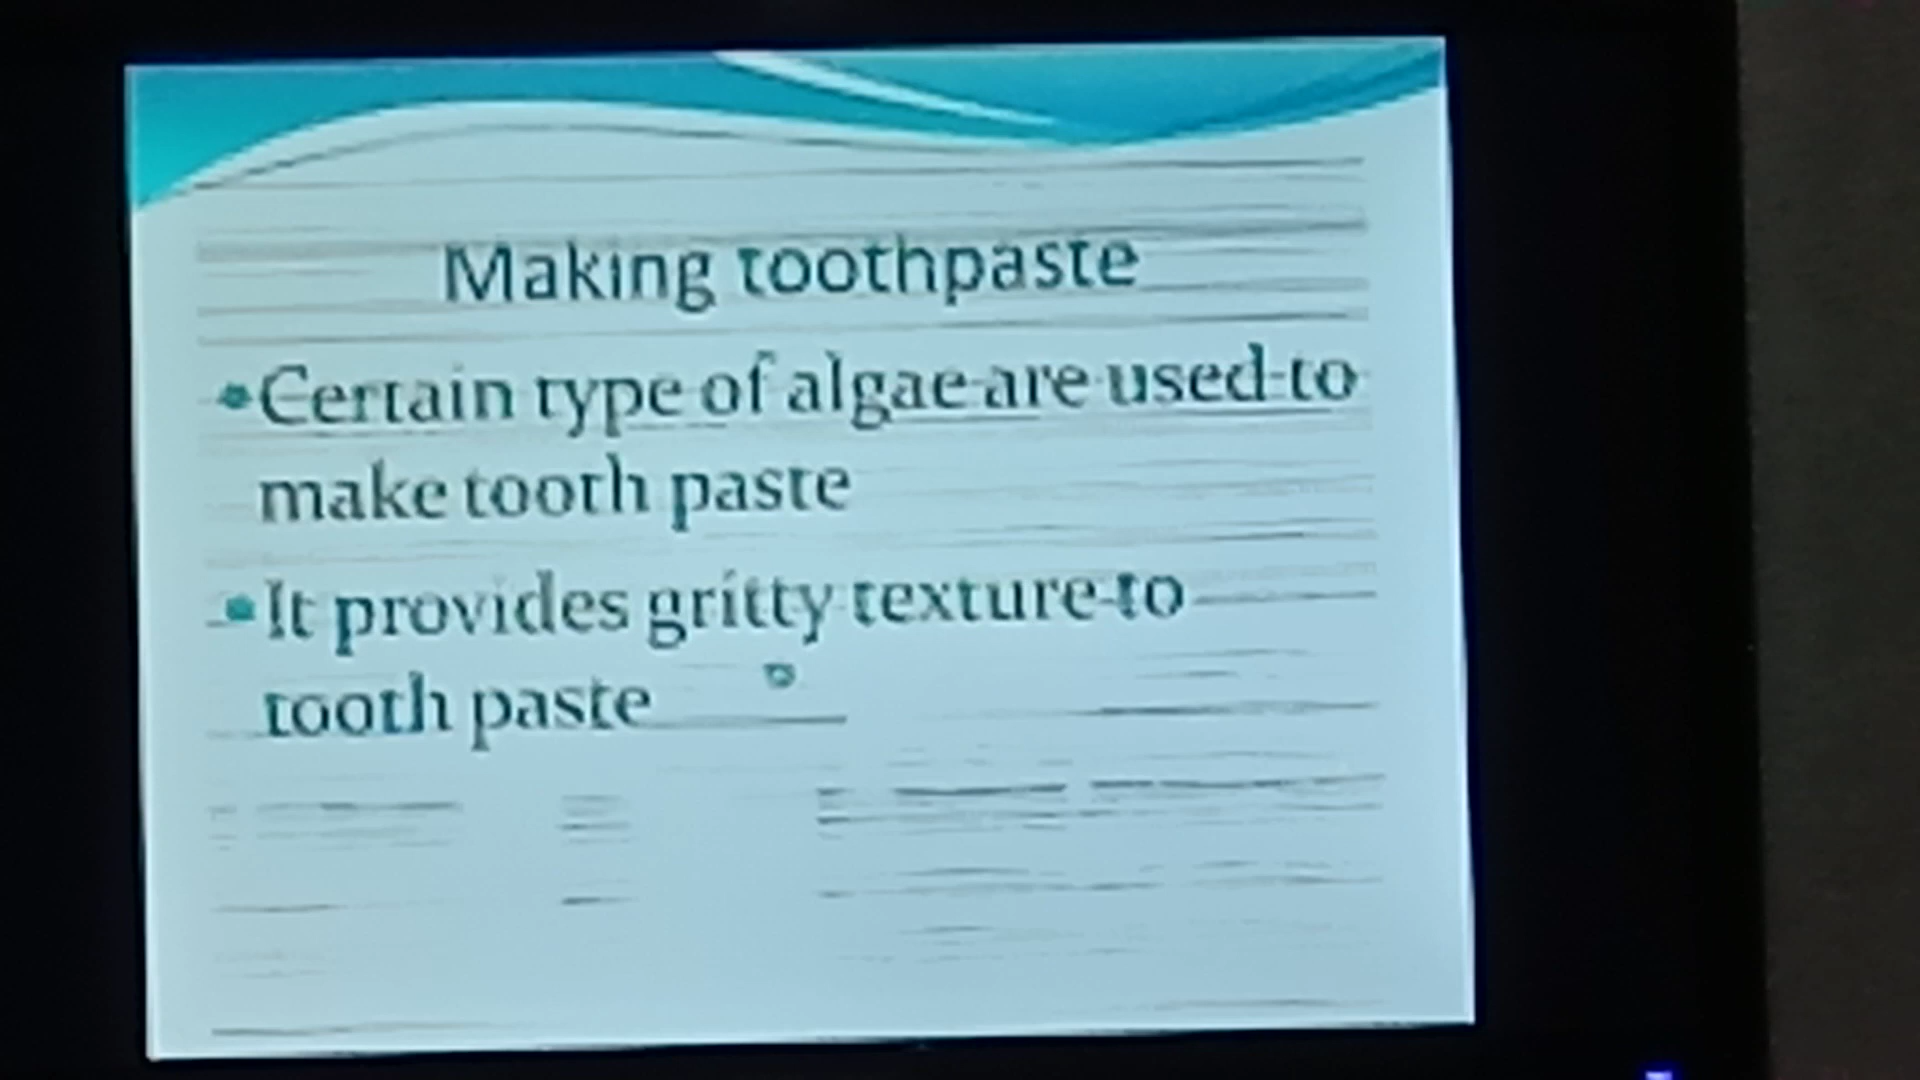 Making toothpaste
•Certain type of algae are used to
make tooth paste
•It provides gritty texture to
tooth paste